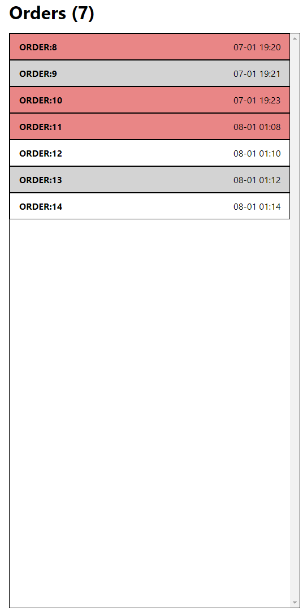 Orders (7)
ORDER:8 07-01 19:20
ORDER:9 07-01 19:21
ORDER:10 07-01 19:23
ORDER:11 08-01 01:08
ORDER:12 08-01 01:10
ORDER:13 08-01 01:12
ORDER:14 08-01 01:14